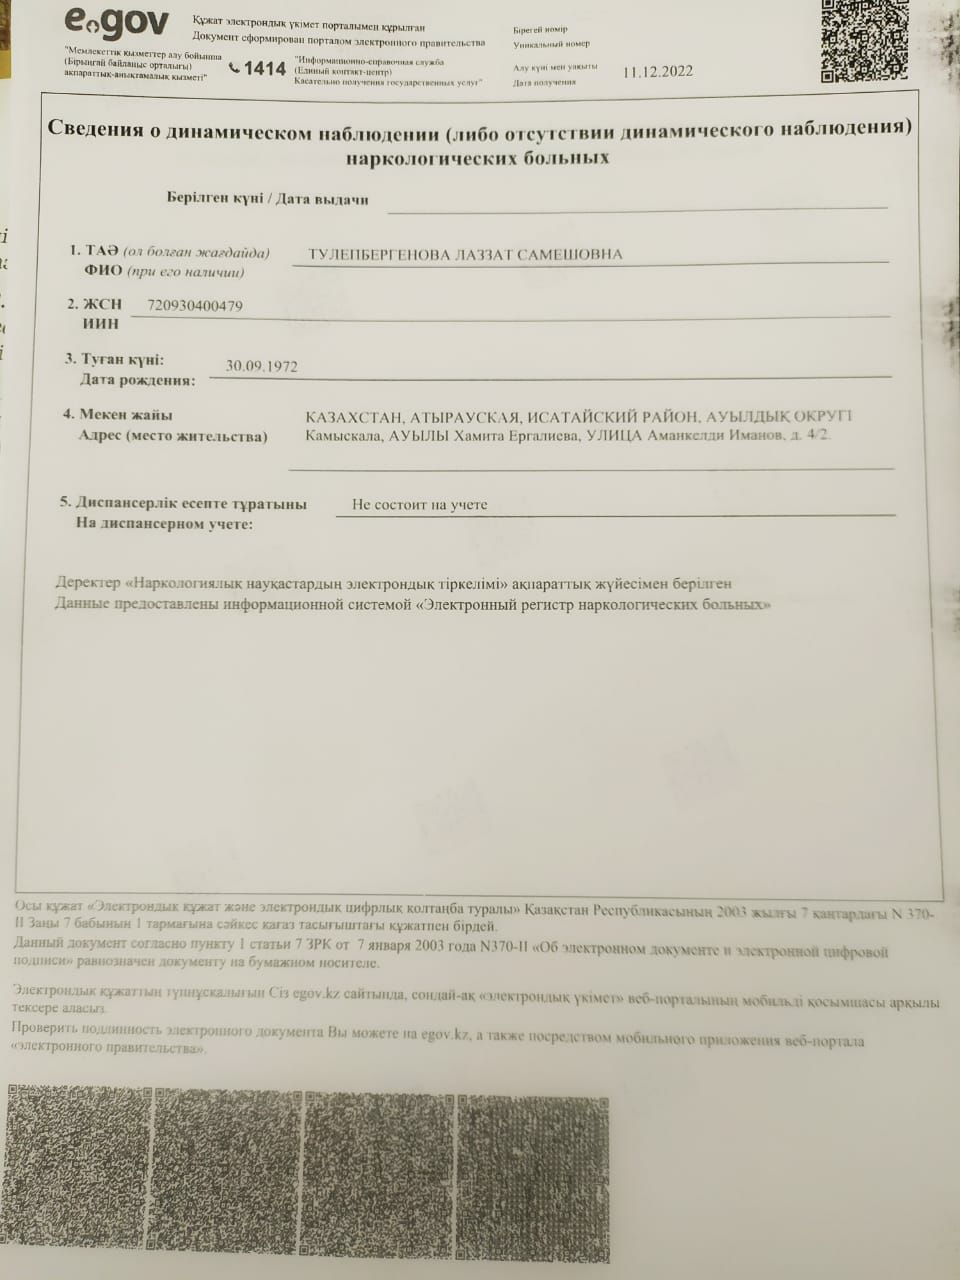 e.gov
Құжат электрондық үкімет порталымен құрылған
Документ сформирован порталом электронного правительства
"Мемлекеттік қызметтер алу бойынша
(Бірыңғай байланыс орталығы)
ақпараттық-анықтамалық қызметі"
1414
"Информационно-справочная служба
(Единый контакт-центр)
Касательно получения государственных услуг"
Бірегей нөмір
Уникальный номер
Алу күні мен уақыты
Дата получения
11.12.2022
Сведения о динамическом наблюдении (либо отсутствии динамического наблюдения)
наркологических больных
Берілген күні / Дата выдачи
1. ТАӘ (ол болған жағдайда)
ФИО (при его наличии)
ТУЛЕПБЕРГЕНОВА ЛАЗЗАТ САМЕШОВНА
2. ЖСН
ИИН
720930400479
3. Туған күні:
Дата рождения:
30.09.1972
4. Мекен жайы
Адрес (место жительства)
КАЗАХСТАН, АТЫРАУСКАЯ, ИСАТАЙСКИЙ РАЙОН, АУЫЛДЫҚ ОКРУГІ
Камыскала, АУЫЛЫ Хамита Ергалиева, УЛИЦА Аманкелди Иманов, д. 4/2.
5. Диспансерлік есепте тұратыны
На диспансерном учете:
Не состоит на учете
Деректер «Наркологиялық науқастардың электрондық тіркелімі» ақпараттық жүйесімен берілген
Данные предоставлены информационной системой «Электронный регистр наркологических больных»
Осы құжат «Электрондық құжат және электрондық цифрлық қолтаңба туралы» Қазақстан Республикасының 2003 жылғы 7 қаңтардағы N 370-
II Заңы 7 бабының 1 тармағына сәйкес қағаз тасығыштағы құжатпен бірдей.
Данный документ согласно пункту 1 статьи 7 ЗРК от 7 января 2003 года N370-II «Об электронном документе и электронной цифровой
подписи» равнозначен документу на бумажном носителе.
Электрондық құжаттың түпнұсқалығын Сіз egov.kz сайтында, сондай-ақ «электрондық үкімет» веб-порталының мобильді қосымшасы арқылы
тексере аласыз.
Проверить подлинность электронного документа Вы можете на egov.kz, а также посредством мобильного приложения веб-портала
«электронного правительства».